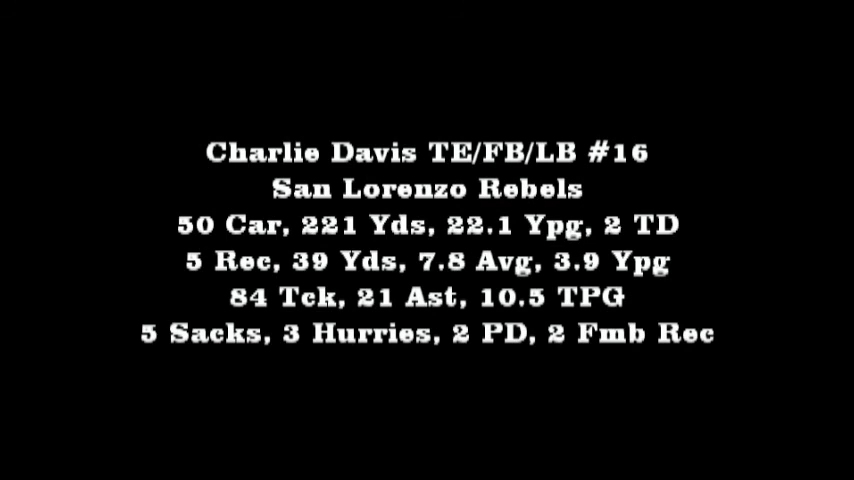 Charlie Davis TE/FB/LB #16
San Lorenzo Rebels
50 Car, 221 Yds, 22.1 Ypg, 2 TD
5 Rec, 39 Yds, 7.8 Avg, 3.9 Ypg
84 Tck, 21 Ast, 10.5 TPG
5 Sacks, 3 Hurries, 2 PD, 2 Fmb Rec